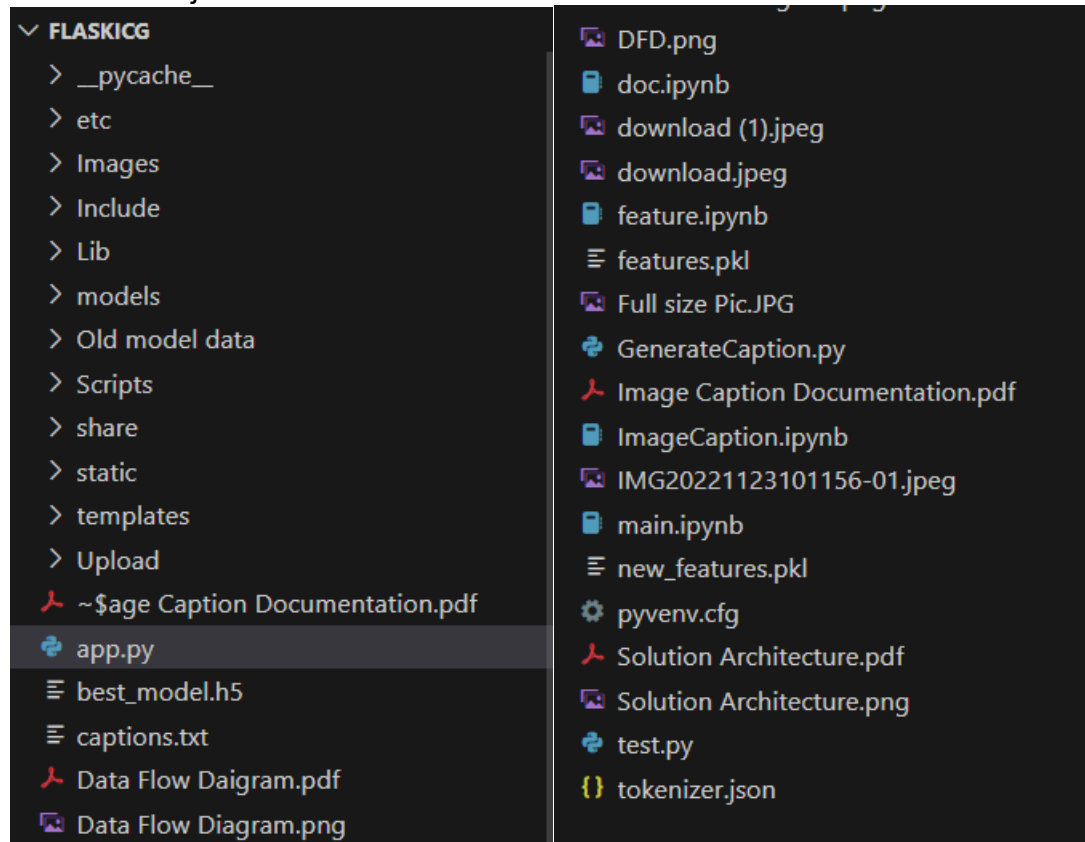 FLASKICG
__pycache__
etc
Images
Include
Lib
models
Old model data
Scripts
share
static
templates
Upload
~$age Caption Documentation.pdf
app.py
best_model.h5
captions.txt
Data Flow Daigram.pdf
Data Flow Diagram.png
DFD.png
doc.ipynb
download (1).jpeg
download.jpeg
feature.ipynb
features.pkl
Full size Pic.JPG
GenerateCaption.py
Image Caption Documentation.pdf
ImageCaption.ipynb
IMG20221123101156-01.jpeg
main.ipynb
new_features.pkl
pyvenv.cfg
Solution Architecture.pdf
Solution Architecture.png
test.py
tokenizer.json